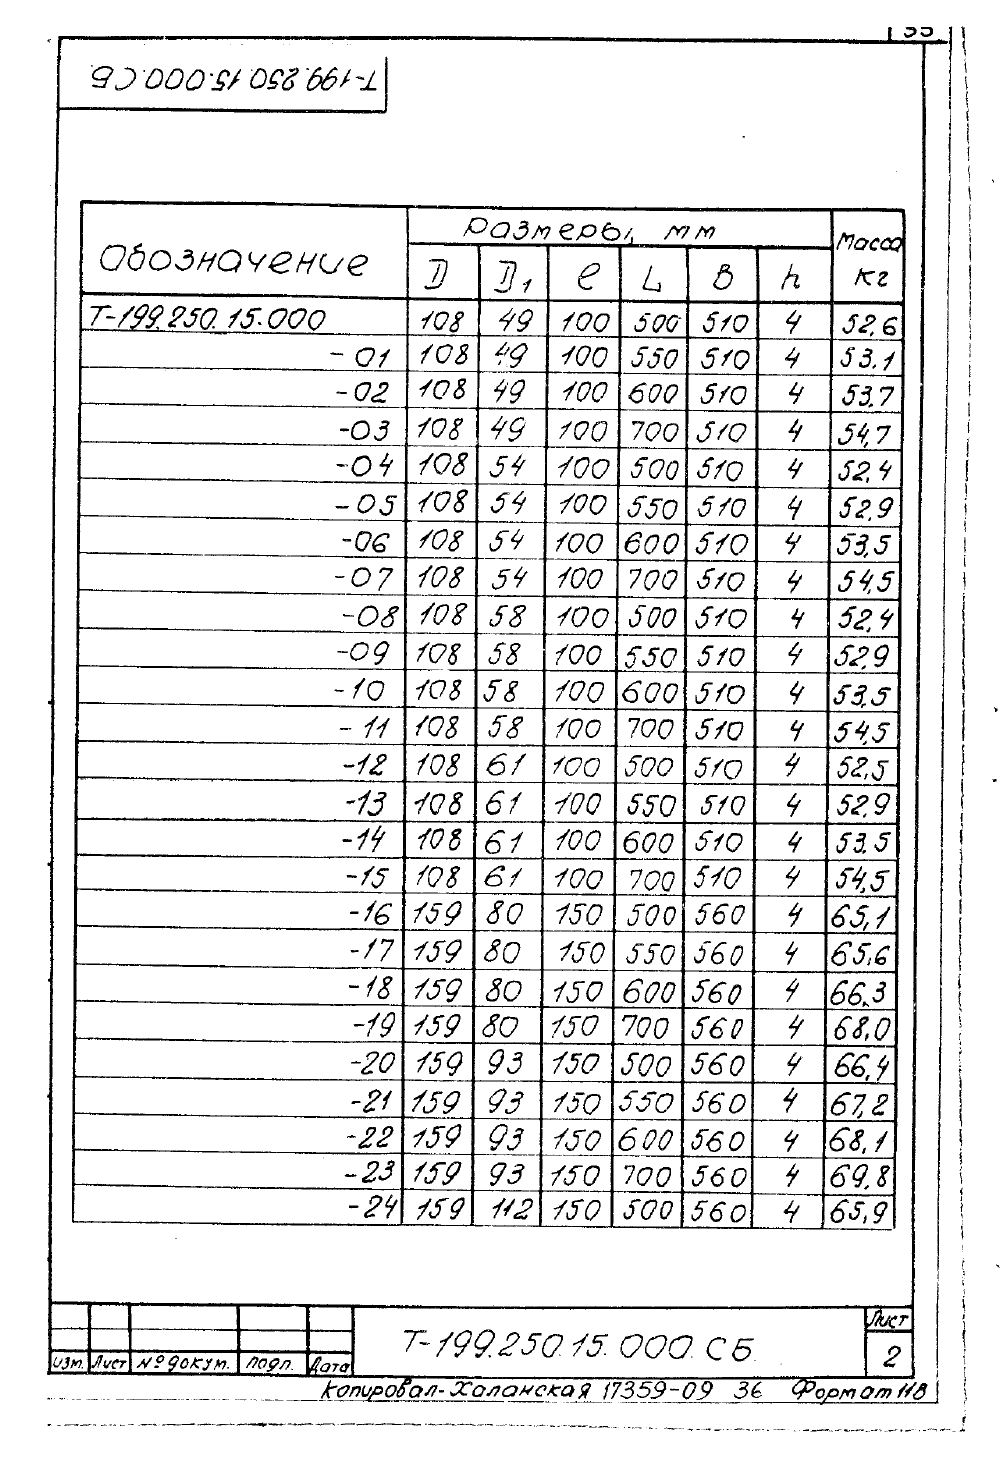 35
Т-199.250.15.000.СБ
Обозначение Размеры, мм Масса кг
D D1 ℓ L B h
Т-199.250.15.000 108 49 100 500 510 4 52,6
-01 108 49 100 550 510 4 53,1
-02 108 49 100 600 510 4 53,7
-03 108 49 100 700 510 4 54,7
-04 108 54 100 500 510 4 52,4
-05 108 54 100 550 510 4 52,9
-06 108 54 100 600 510 4 53,5
-07 108 54 100 700 510 4 54,5
-08 108 58 100 500 510 4 52,4
-09 108 58 100 550 510 4 52,9
-10 108 58 100 600 510 4 53,5
-11 108 58 100 700 510 4 54,5
-12 108 61 100 500 510 4 52,5
-13 108 61 100 550 510 4 52,9
-14 108 61 100 600 510 4 53.5
-15 108 61 100 700 510 4 54,5
-16 159 80 150 500 560 4 65,1
-17 159 80 150 550 560 4 65,6
-18 159 80 150 600 560 4 66,3
-19 159 80 150 700 560 4 68,0
-20 159 93 150 500 560 4 66,4
-21 159 93 150 550 560 4 67,2
-22 159 93 150 600 560 4 68,1
-23 159 93 150 700 560 4 69,8
-24 159 112 150 500 560 4 65,9
Изм. Лист № докум. Подп. Дата
Т-199.250.15.000.СБ
Лист
2
Копировал-Халанская 17359-09 36 Формат 11В